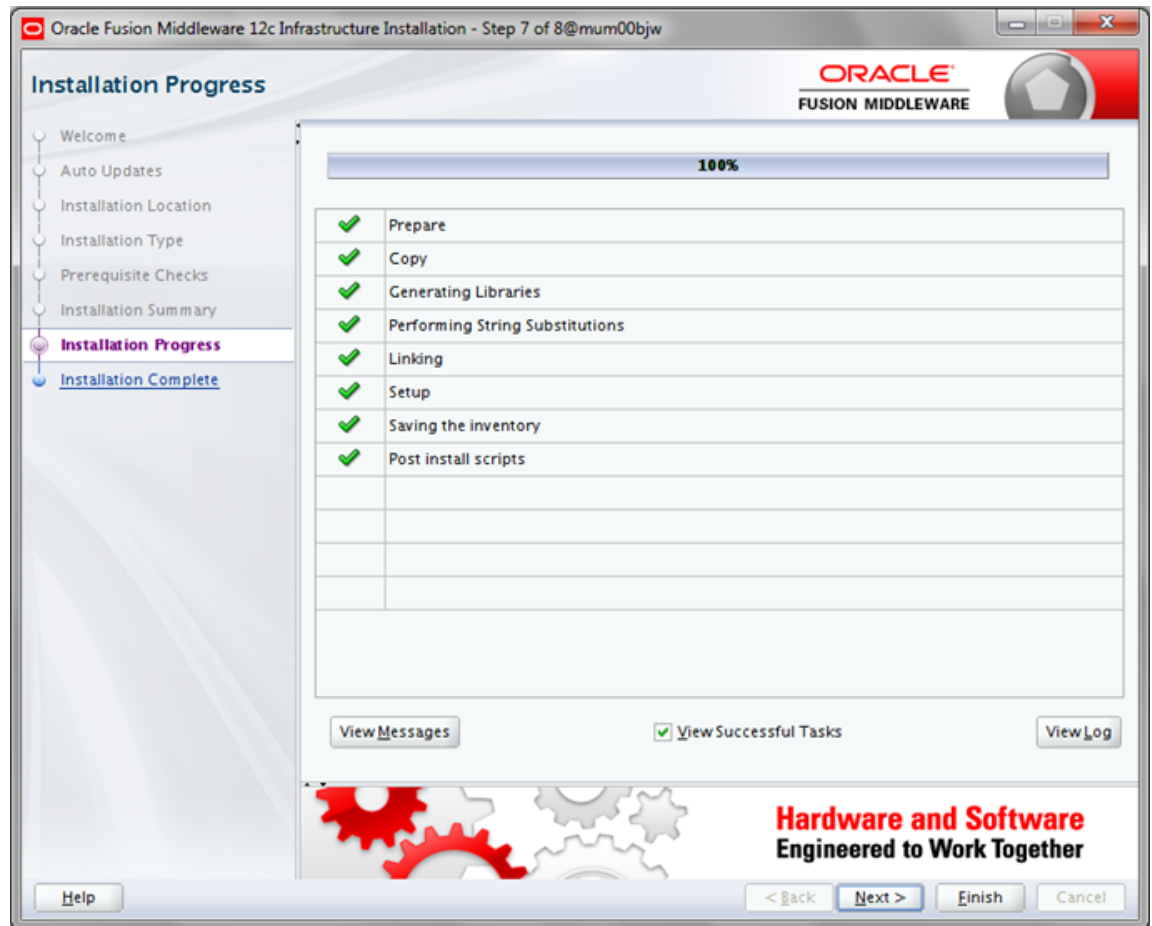 Oracle Fusion Middleware 12c Infrastructure Installation - Step 7 of 8@mum00bjw
Installation Progress
ORACLE
FUSION MIDDLEWARE
Welcome
Auto Updates
Installation Location
Installation Type
Prerequisite Checks
Installation Summary
Installation Progress
Installation Complete
100%
Prepare
Copy
Generating Libraries
Performing String Substitutions
Linking
Setup
Saving the inventory
Post install scripts
View Messages
View Successful Tasks
View Log
Hardware and Software
Engineered to Work Together
Help
< Back
Next >
Finish
Cancel